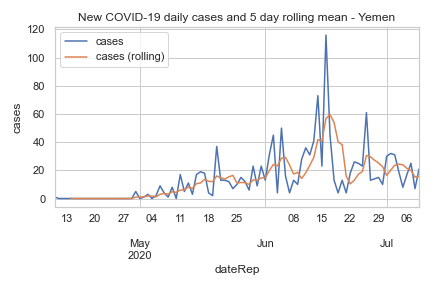 New COVID-19 daily cases and 5 day rolling mean - Yemen
cases
cases (rolling)
120
100
80
60
40
20
0
cases
13 20 27 04 11 18 25 08 15 22 29 06
May Jun Jul
2020
dateRep